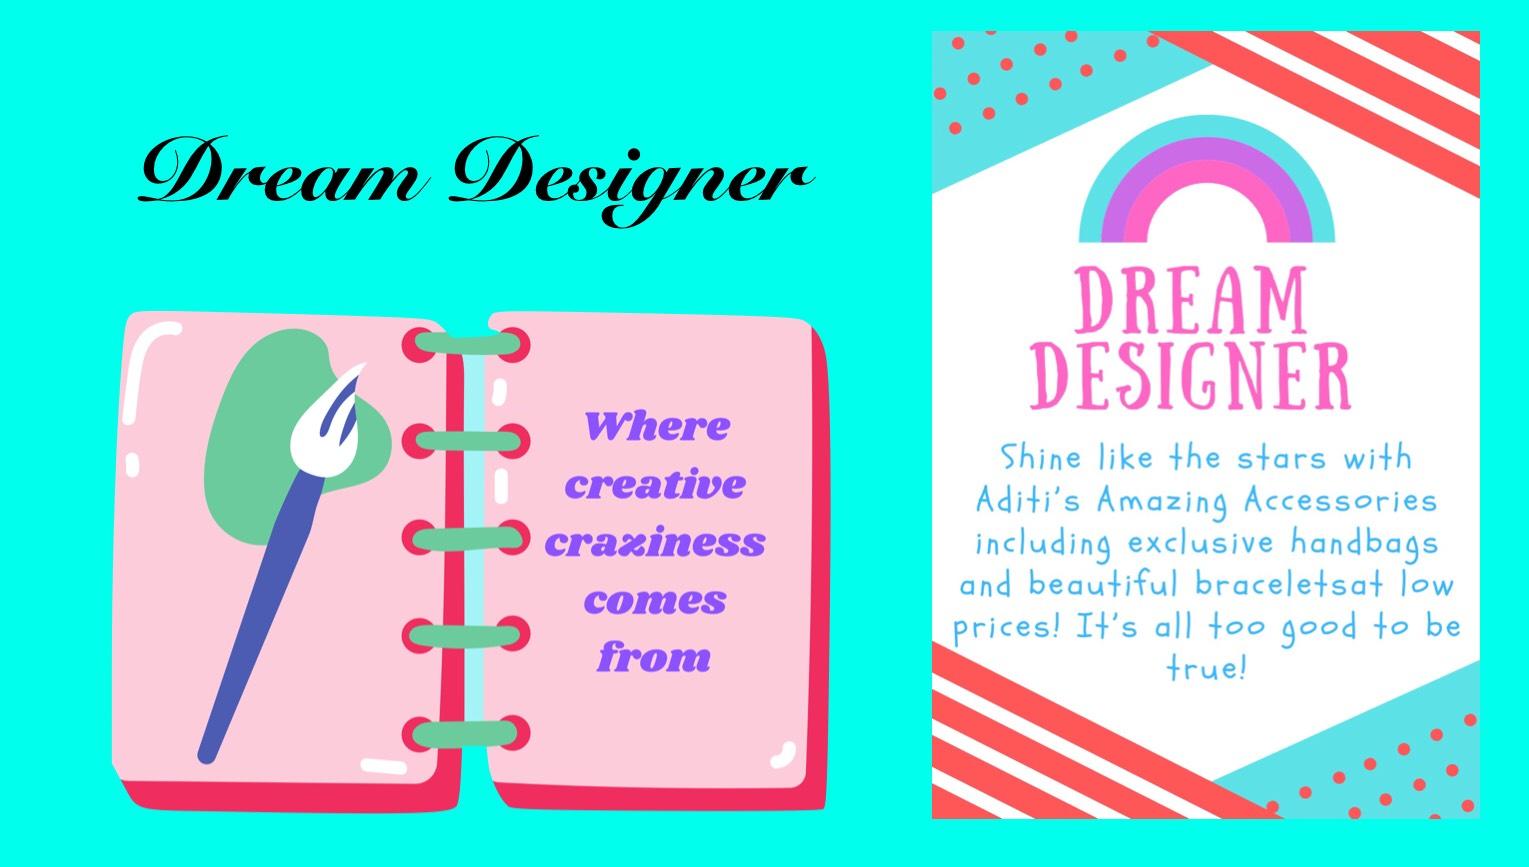 Dream Designer
Where
creative
craziness
comes
from
DREAM
DESIGNER
Shine like the stars with
Aditi's Amazing Accessories
including exclusive handbags
and beautiful braceletsat low
prices! It's all too good to be
true!